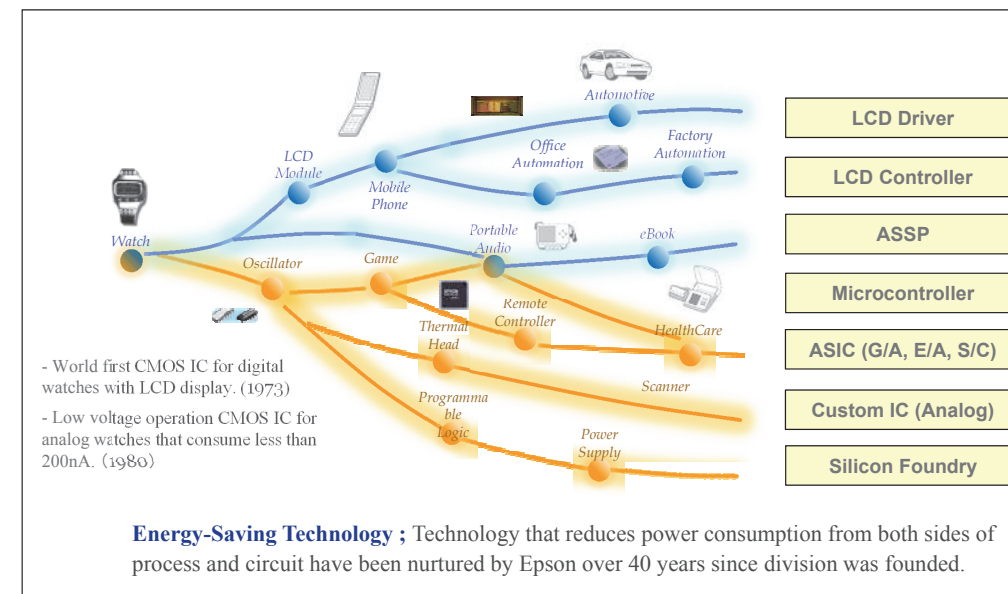 Automotive
LCD
Module
Office
Automation
Factory
Automation
Mobile
Phone
Watch
Portable
Audio
eBook
Oscillator
Game
Remote
Controller
Thermal
Head
HealthCare
Scanner
Programma
ble
Logic
Power
Supply
- World first CMOS IC for digital
watches with LCD display. (1973)
- Low voltage operation CMOS IC for
analog watches that consume less than
200nA. (1980)
LCD Driver
LCD Controller
ASSP
Microcontroller
ASIC (G/A, E/A, S/C)
Custom IC (Analog)
Silicon Foundry
Energy-Saving Technology ; Technology that reduces power consumption from both sides of
process and circuit have been nurtured by Epson over 40 years since division was founded.